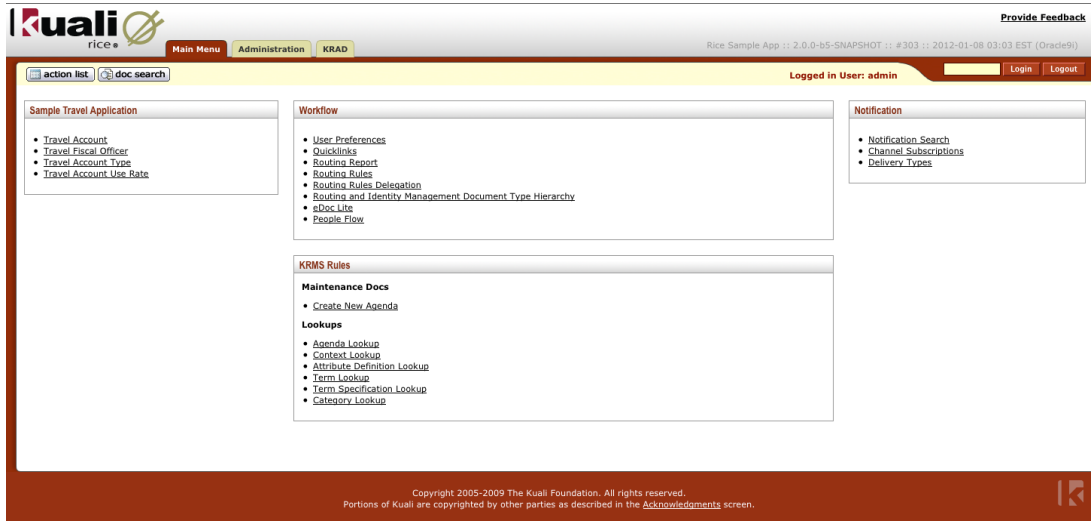 Provide Feedback
kuali
rice
Main Menu
Administration
KRAD
Rice Sample App :: 2.0.0-b5-SNAPSHOT :: #303 :: 2012-01-08 03:03 EST (Oracle9i)
action list
doc search
Logged in User: admin
Login
Logout
Sample Travel Application
Travel Account
Travel Fiscal Officer
Travel Account Type
Travel Account Use Rate
Workflow
User Preferences
Quicklinks
Routing Report
Routing Rules
Routing Rules Delegation
Routing and Identity Management Document Type Hierarchy
eDoc Lite
People Flow
KRMS Rules
Maintenance Docs
Create New Agenda
Lookups
Agenda Lookup
Context Lookup
Attribute Definition Lookup
Term Lookup
Term Specification Lookup
Category Lookup
Notification
Notification Search
Channel Subscriptions
Delivery Types
Copyright 2005-2009 The Kuali Foundation. All rights reserved.
Portions of Kuali are copyrighted by other parties as described in the Acknowledgments screen.